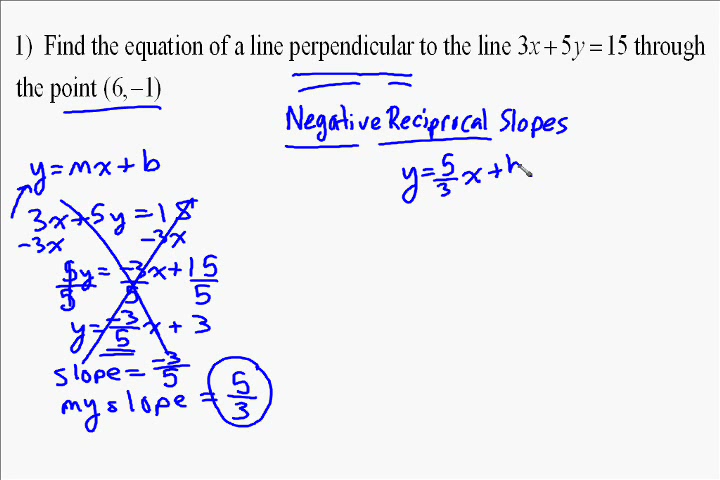 1) Find the equation of a line perpendicular to the line 3x+5y=15 through
the point (6,−1)
Negative Reciprocal Slopes
y=5/3x+
y=mx+b
3x+5y=15
-3x -3x
5y/5=-3x/5+15/5
y=-3/5x+3
slope=-3/5
my slope=5/3